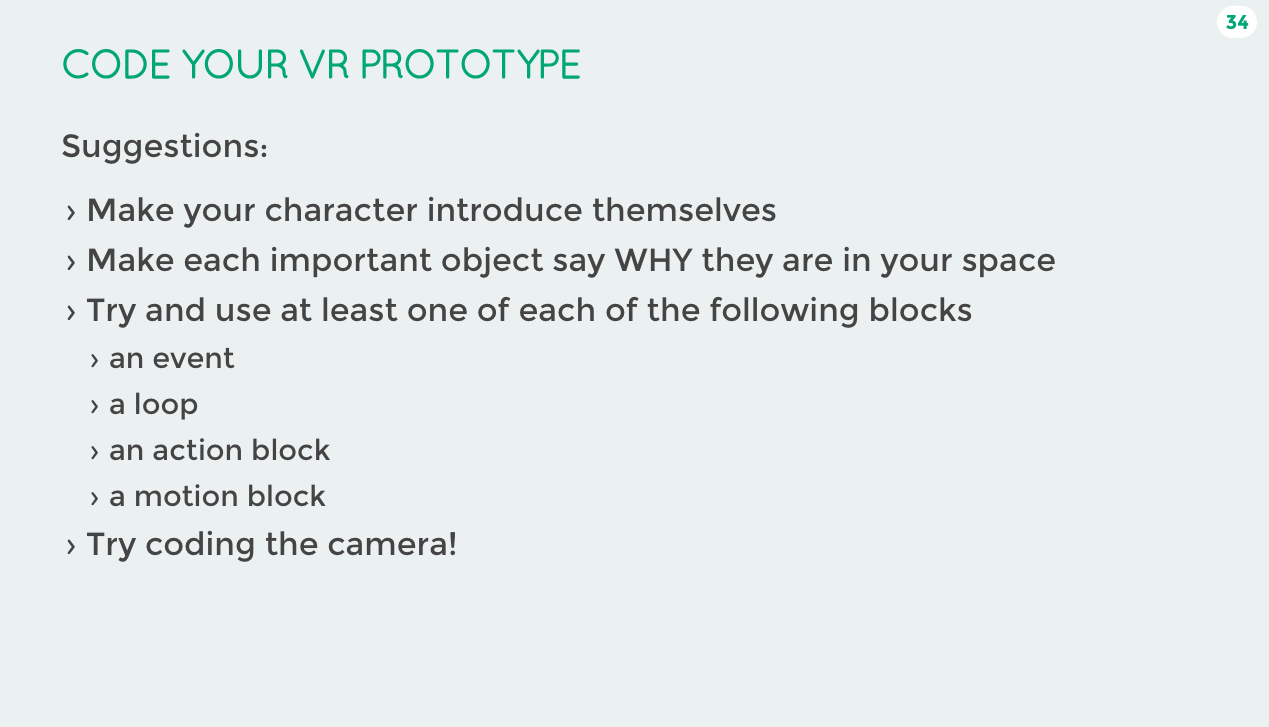 34
CODE YOUR VR PROTOTYPE
Suggestions:
› Make your character introduce themselves
› Make each important object say WHY they are in your space
› Try and use at least one of each of the following blocks
› an event
› a loop
› an action block
› a motion block
› Try coding the camera!